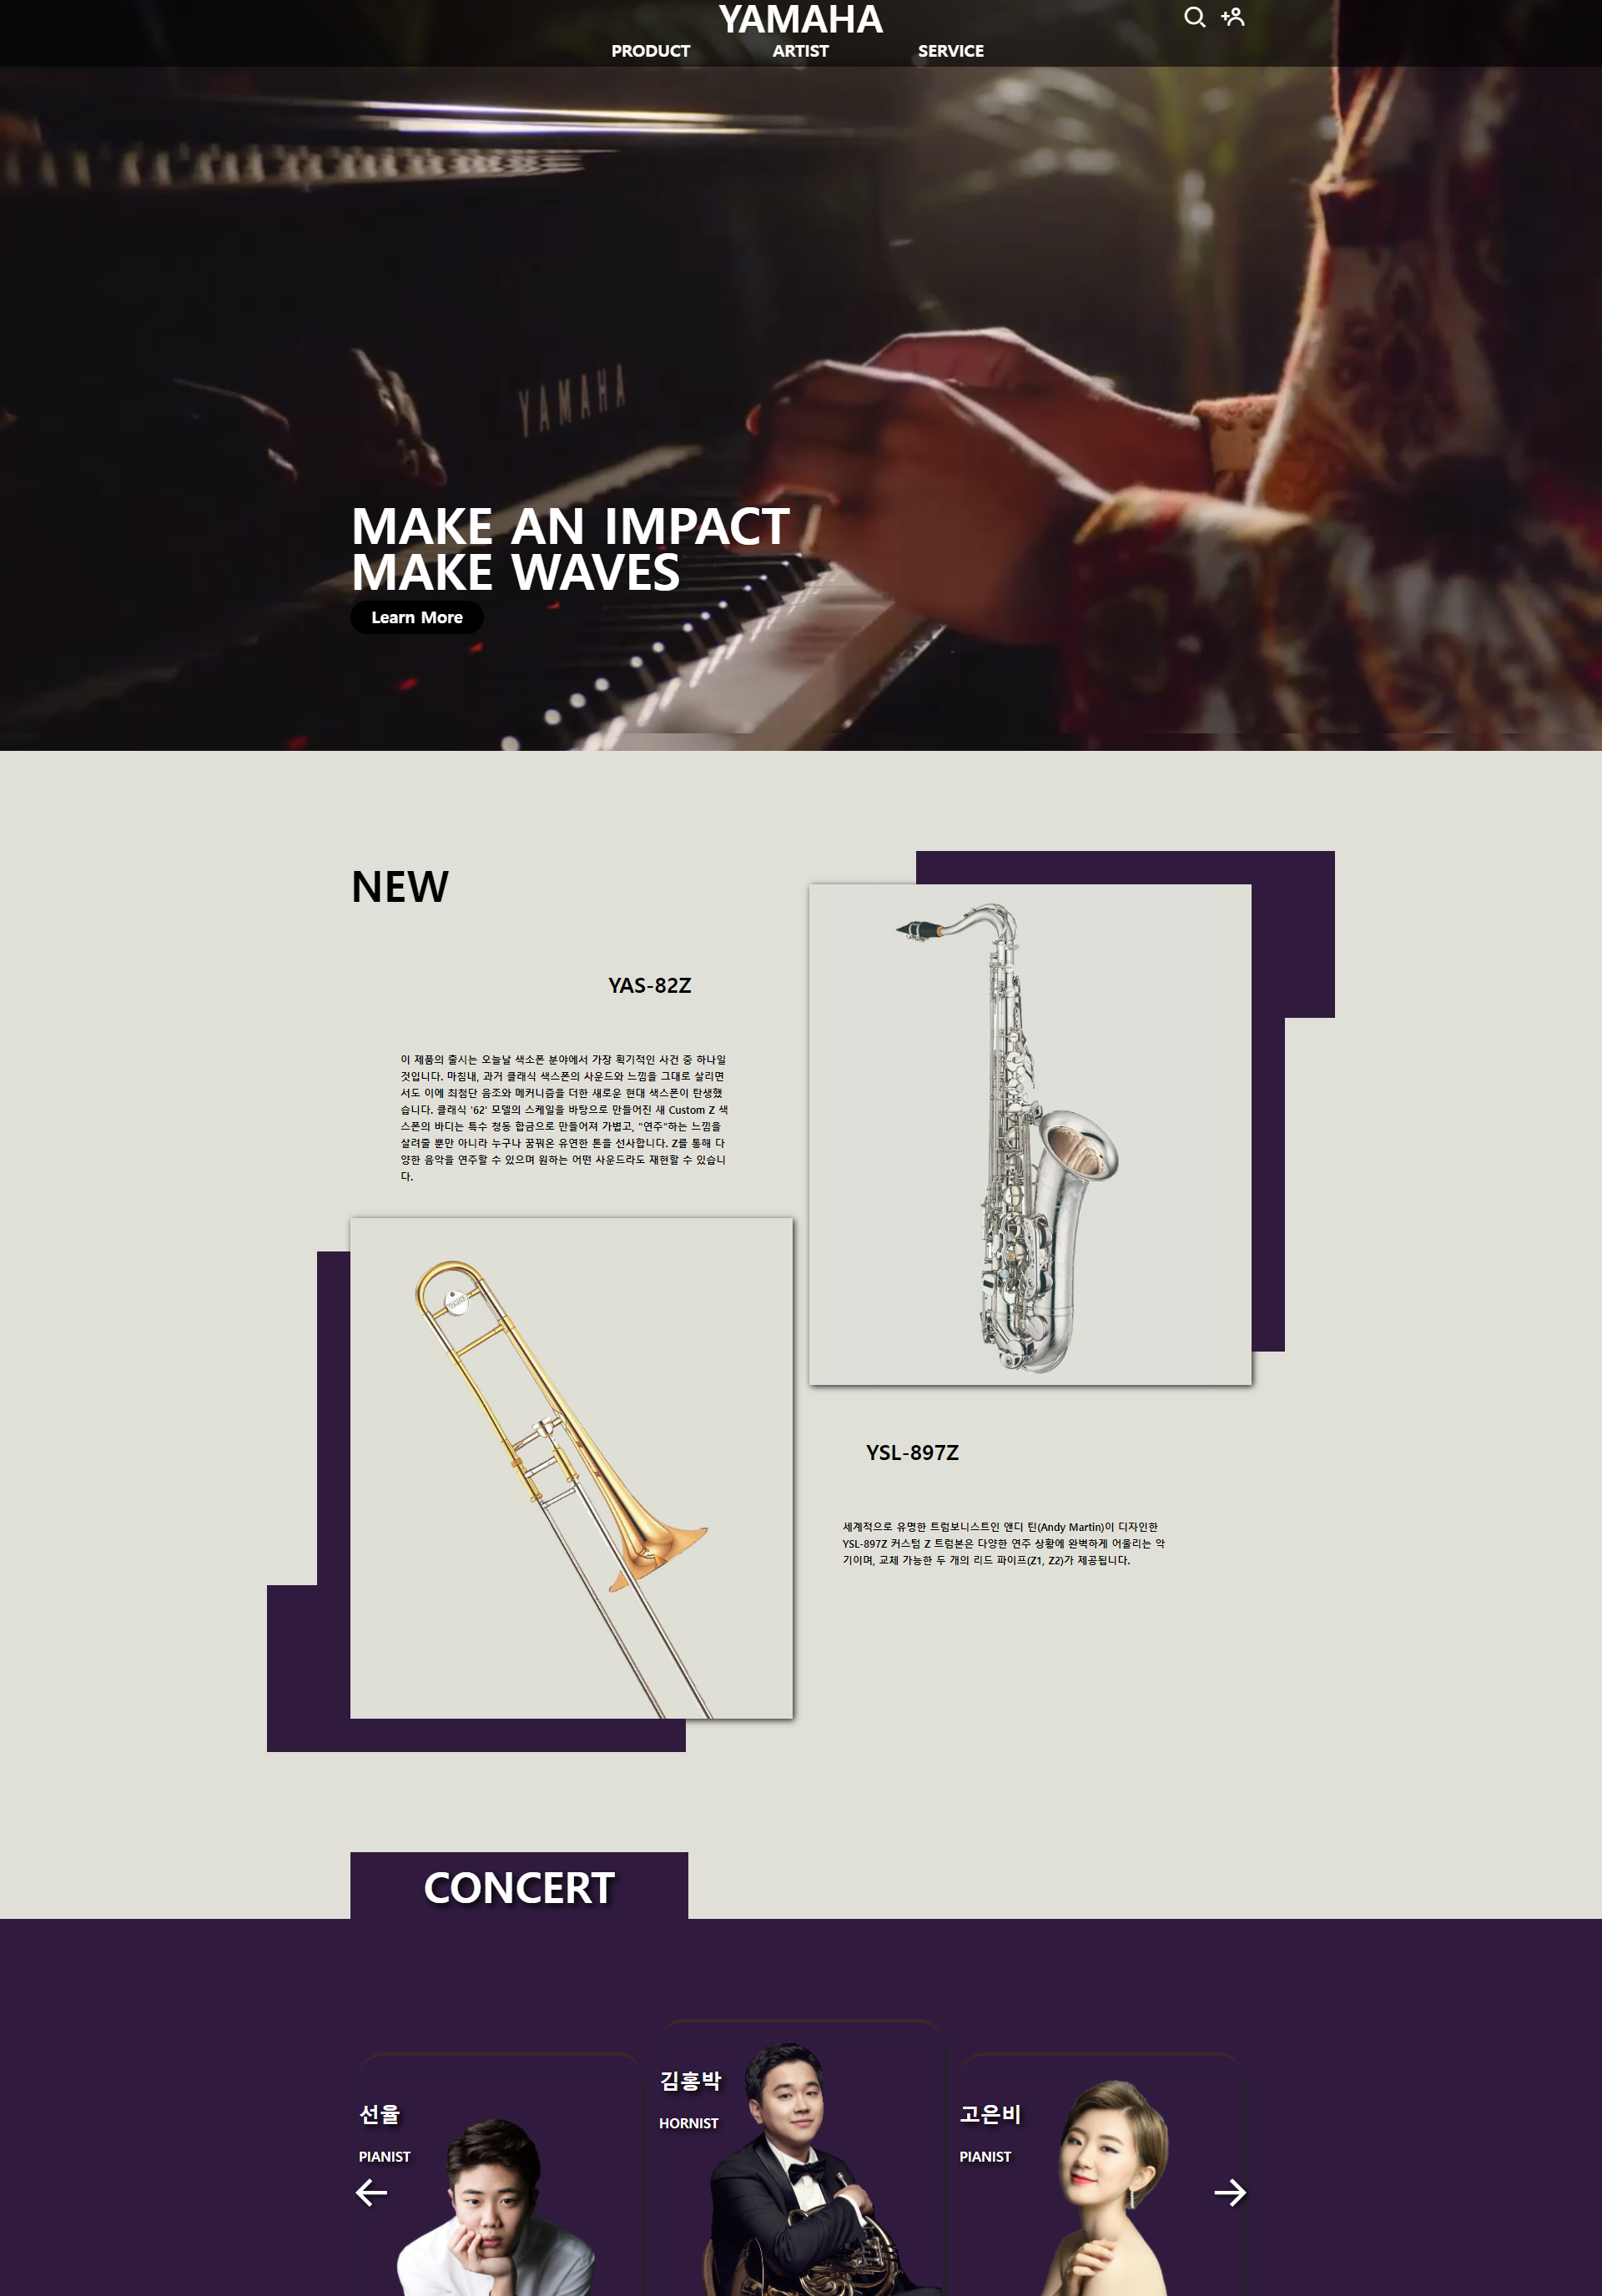 YAMAHA
PRODUCT ARTIST SERVICE
YAMAHA
MAKE AN IMPACT
MAKE WAVES
Learn More
NEW
YAS-82Z
이 제품의 출시는 오늘날 색소폰 분야에서 가장 획기적인 사건 중 하나일
것입니다. 마침내, 과거 클래식 색스폰의 사운드와 느낌을 그대로 살리면
서도 이에 최첨단 음조와 메커니즘을 더한 새로운 현대 색스폰이 탄생했
습니다. 클래식 '62' 모델의 스케일을 바탕으로 만들어진 새 Custom Z 색
스폰의 바디는 특수 청동 합금으로 만들어져 가볍고, "연주"하는 느낌을
살려줄 뿐만 아니라 누구나 꿈꿔온 유연한 톤을 선사합니다. Z를 통해 다
양한 음악을 연주할 수 있으며 원하는 어떤 사운드라도 재현할 수 있습니
다.
YSL-897Z
세계적으로 유명한 트럼보니스트인 앤디 틴(Andy Martin)이 디자인한
YSL-897Z 커스텀 Z 트럼본은 다양한 연주 상황에 완벽하게 어울리는 악
기이며, 교체 가능한 두 개의 리드 파이프(Z1, Z2)가 제공됩니다.
CONCERT
선율
PIANIST
김홍박
HORNIST
고은비
PIANIST